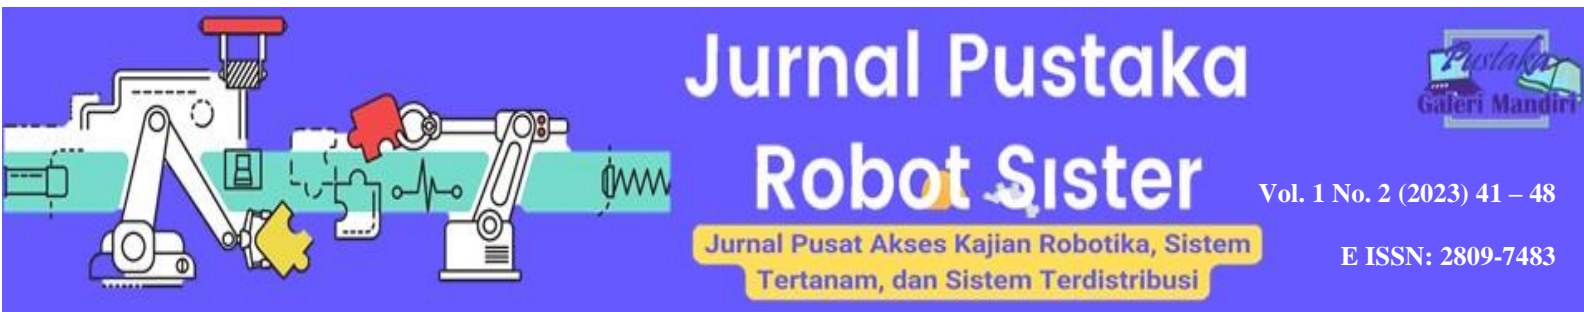 Jurnal Pustaka
Robot Sister
Jurnal Pusat Akses Kajian Robotika, Sistem
Tertanam, dan Sistem Terdistribusi
Pustaka
Galeri Mandiri
Vol. 1 No. 2 (2023) 41 – 48
E ISSN: 2809-7483